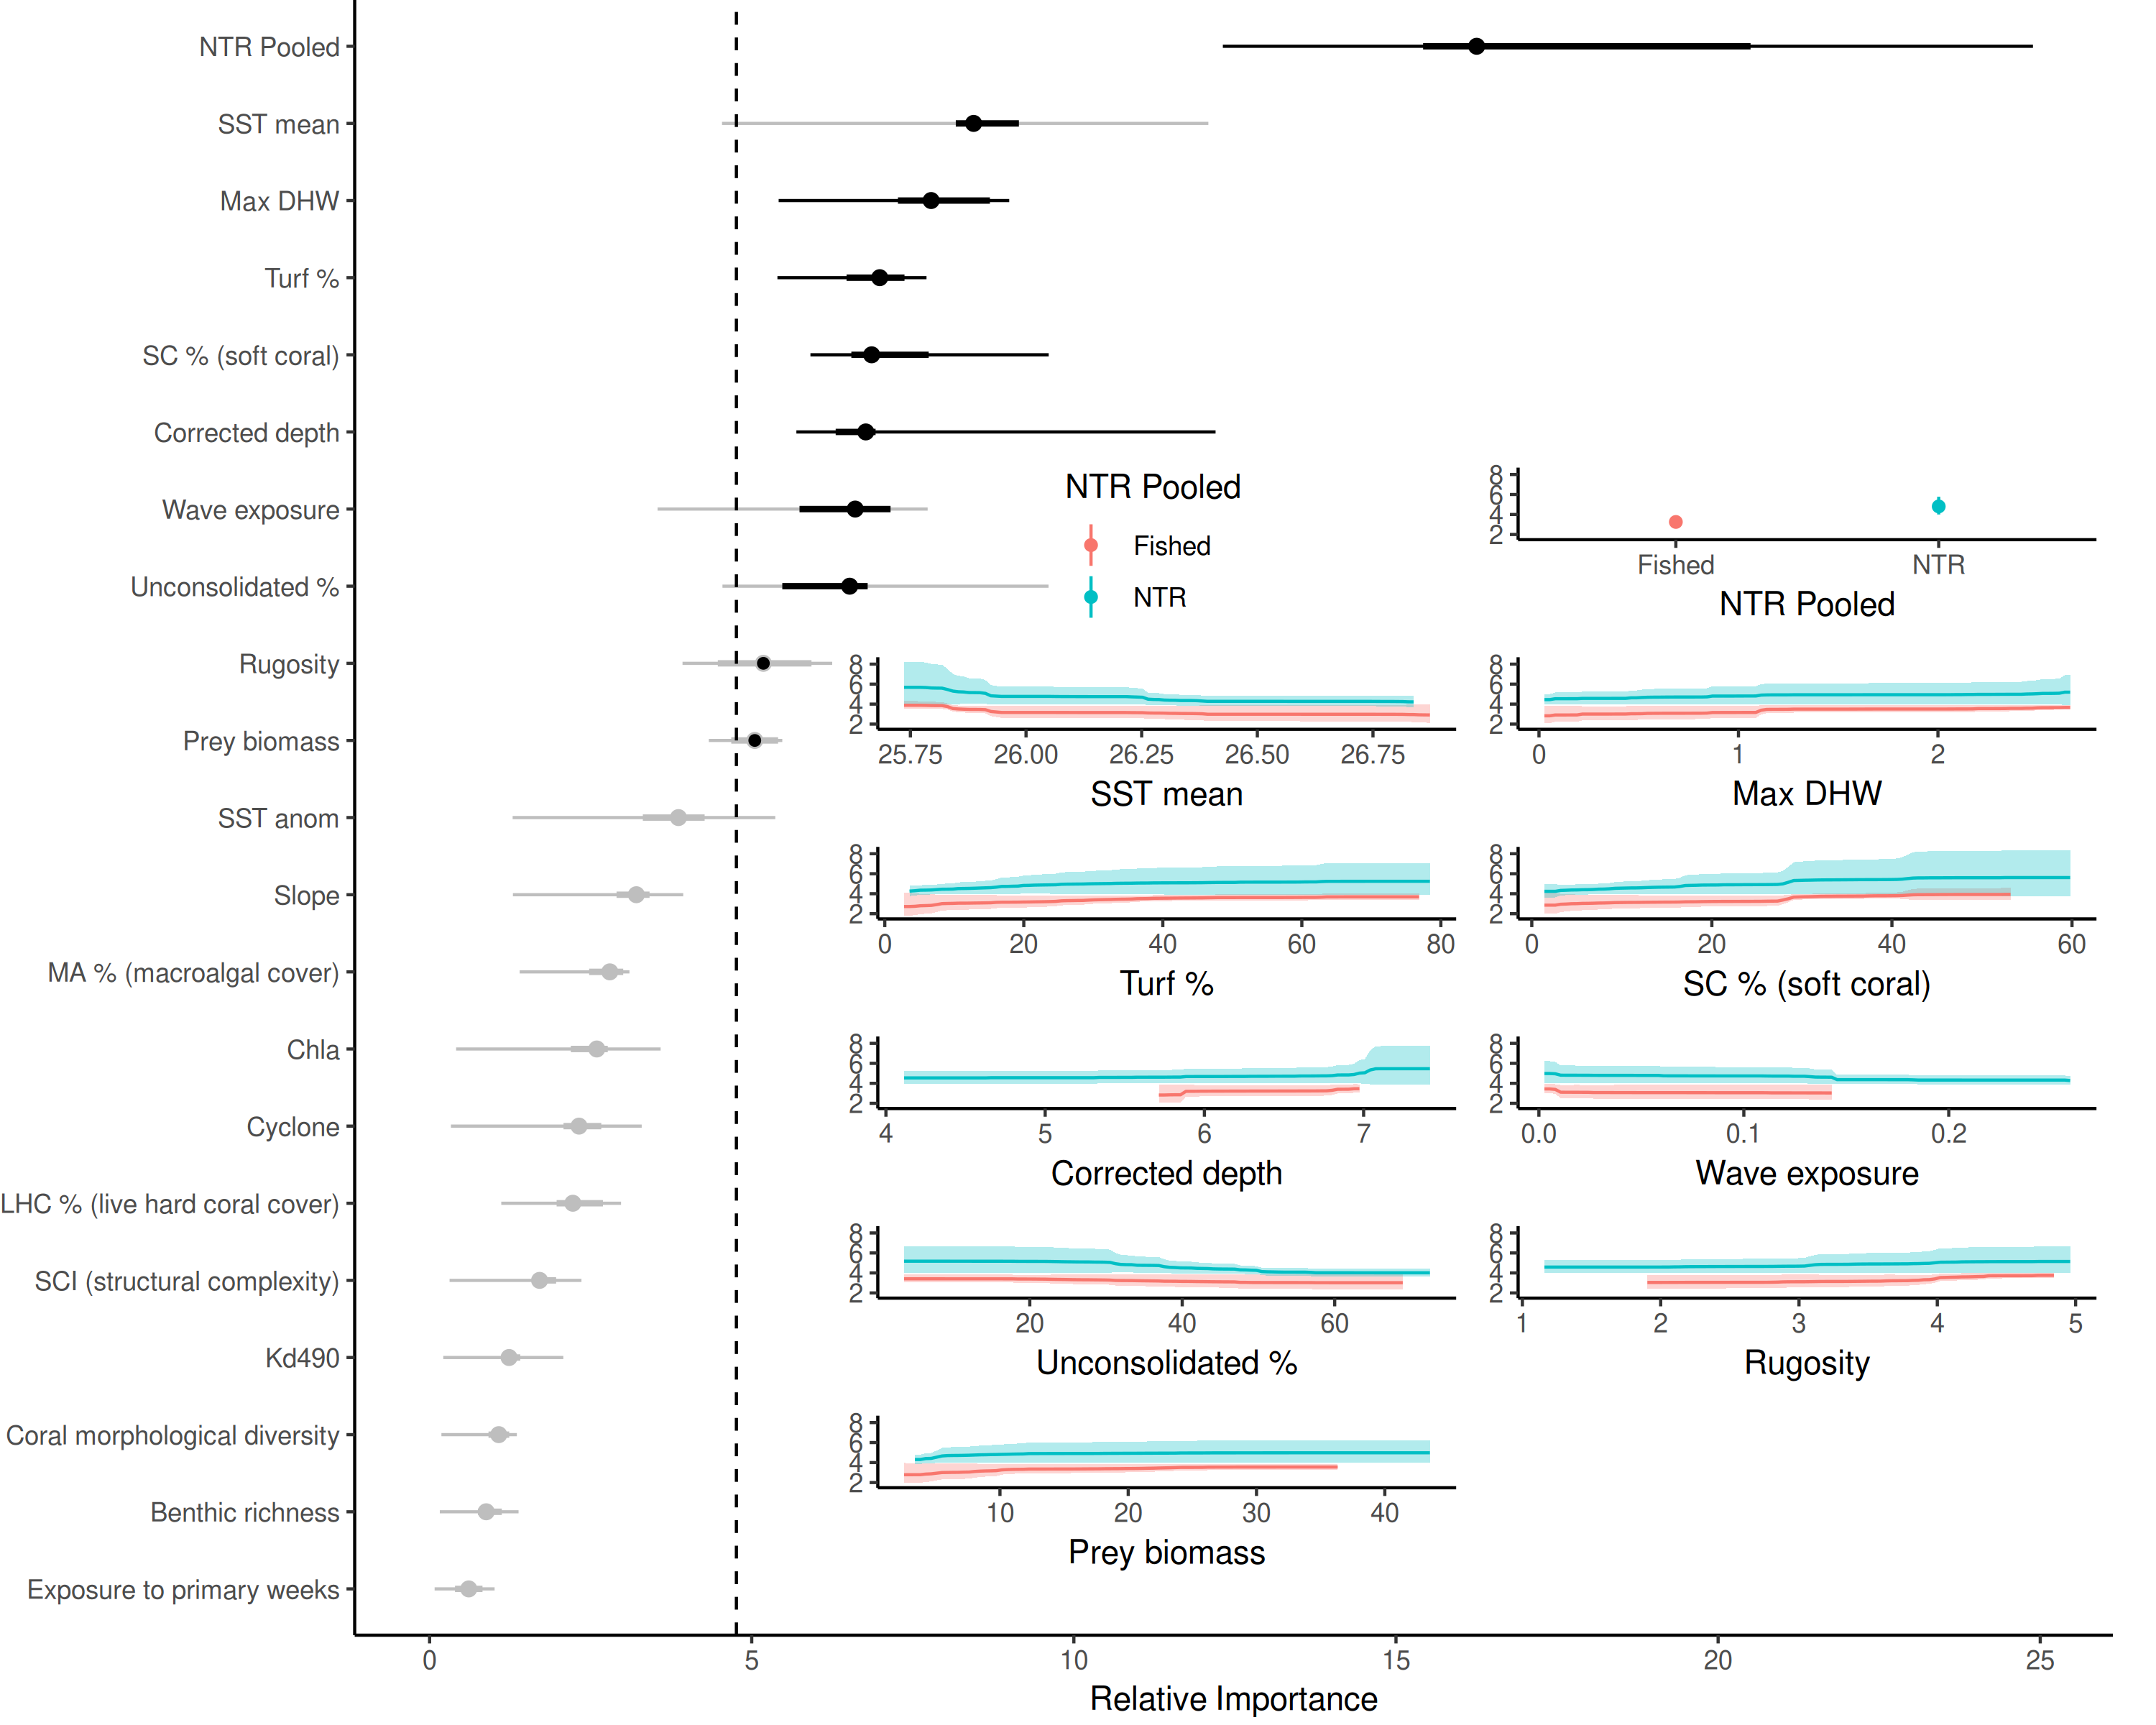 NTR Pooled
SST mean
Max DHW
Turf %
SC % (soft coral)
Corrected depth
Wave exposure
Unconsolidated %
Rugosity
Prey biomass
SST anom
Slope
MA % (macroalgal cover)
Chla
Cyclone
LHC % (live hard coral cover)
SCI (structural complexity)
Kd490
Coral morphological diversity
Benthic richness
Exposure to primary weeks
0 5 10 15 20 25
Relative Importance
NTR Pooled
Fished
NTR
8
6
4
2
Fished NTR
NTR Pooled
8
6
4
2
25.75 26.00 26.25 26.50 26.75
SST mean
8
6
4
2
0 1 2
Max DHW
8
6
4
2
0 20 40 60 80
Turf %
8
6
4
2
0 20 40 60
SC % (soft coral)
8
6
4
2
4 5 6 7
Corrected depth
8
6
4
2
0.0 0.1 0.2
Wave exposure
8
6
4
2
20 40 60
Unconsolidated %
8
6
4
2
1 2 3 4 5
Rugosity
8
6
4
2
10 20 30 40
Prey biomass